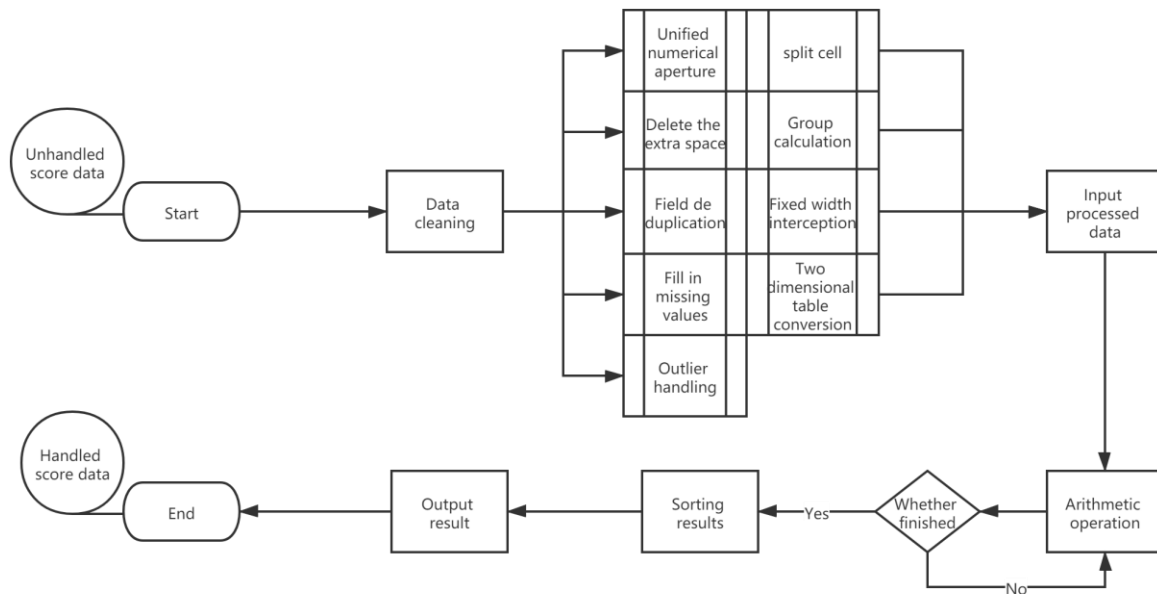 Unhandled
score data
Start
Data
cleaning
Unified
numerical
aperture
split cell
Delete the
extra space
Group
calculation
Field de
duplication
Fixed width
interception
Fill in
missing
values
Two
dimensional
table
conversion
Outlier
handling
Input
processed
data
Handled
score data
End
Output
result
Sorting
results
Yes
Whether
finished
Arithmetic
operation
No